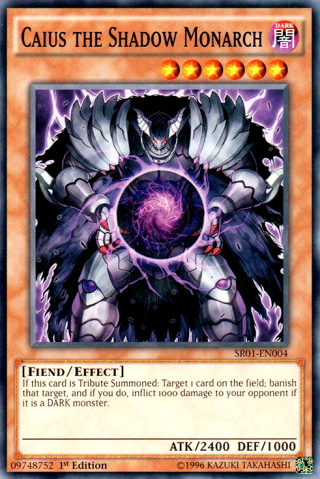 Caius the Shadow Monarch
DARK
闇
SR01-EN004
[Fiend/Effect]
If this card is Tribute Summoned: Target 1 card on the field; banish
that target, and if you do, inflict 1000 damage to your opponent if
it is a DARK monster.
ATK/2400 DEF/1000
09748752 1st Edition ©1996 KAZUKI TAKAHASHI